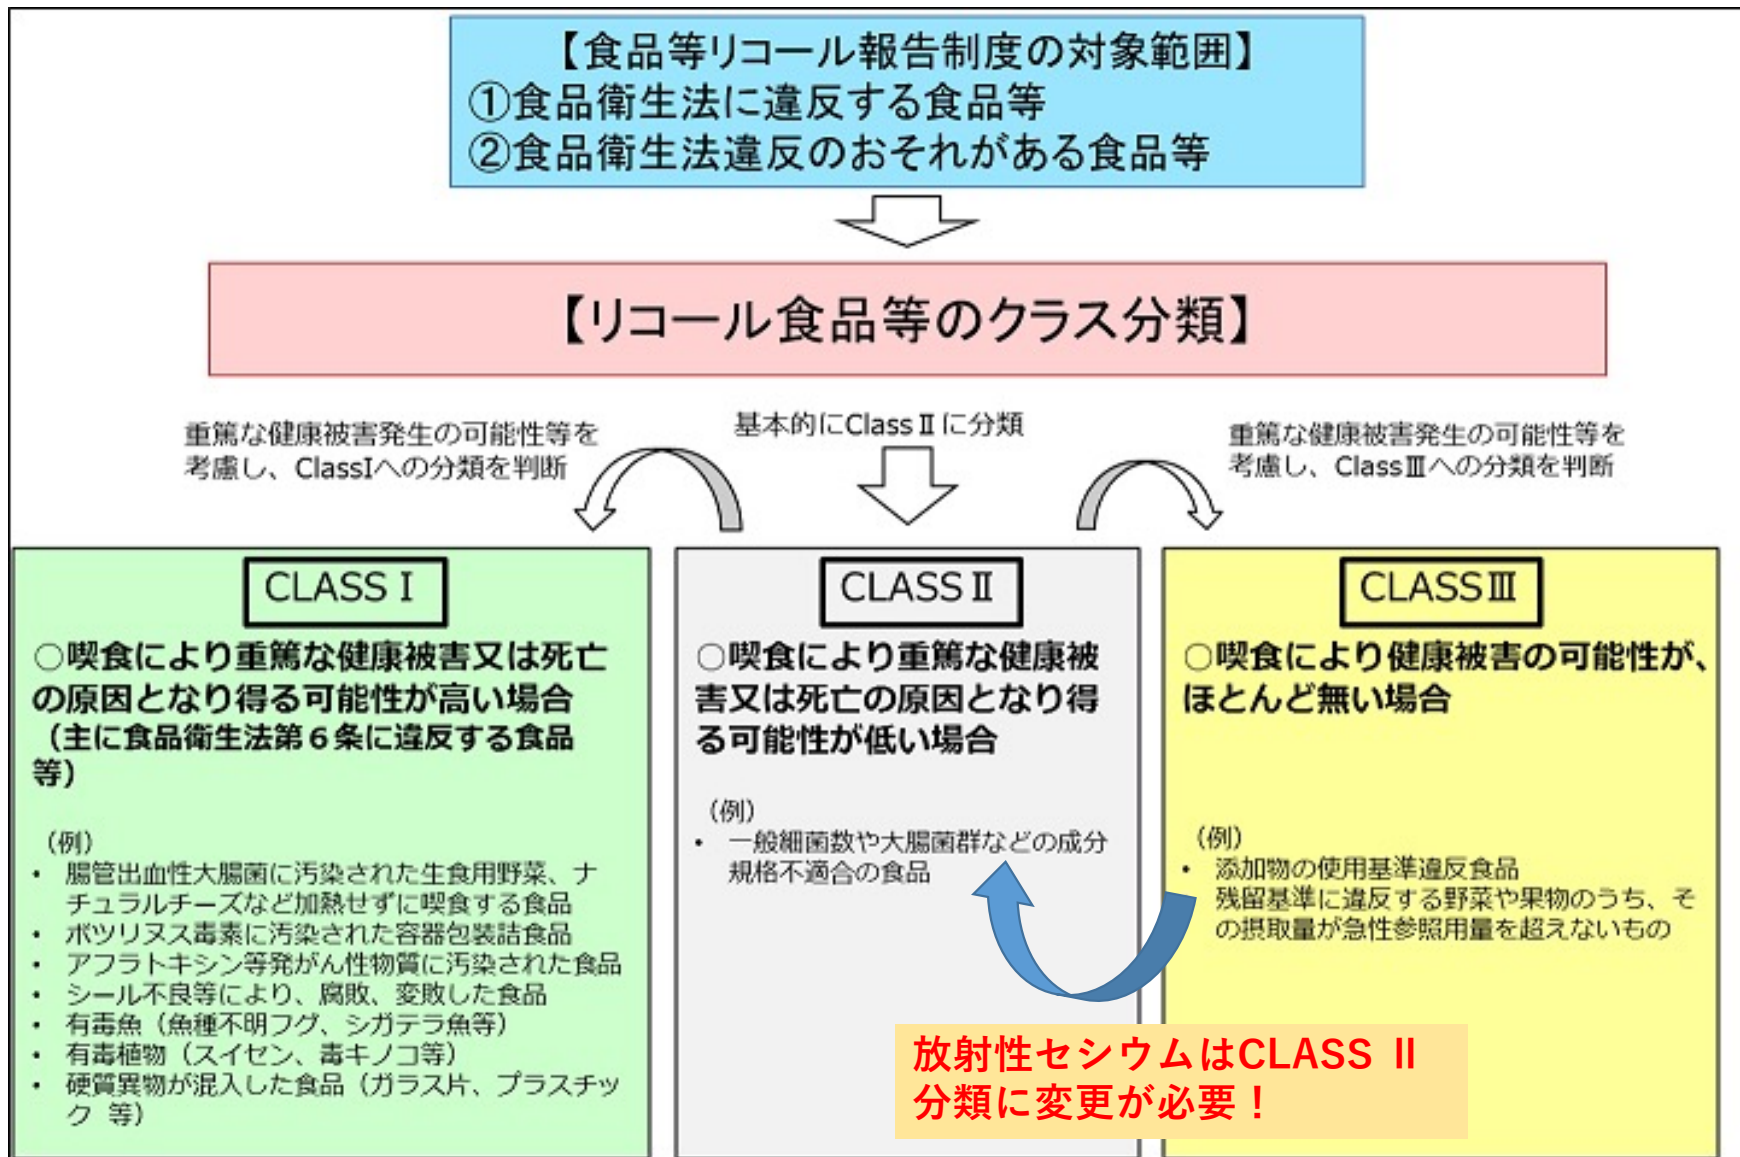 【食品等リコール報告制度の対象範囲】
①食品衛生法に違反する食品等
②食品衛生法違反のおそれがある食品等
【リコール食品等のクラス分類】
重篤な健康被害発生の可能性等を
考慮し、ClassⅠへの分類を判断
基本的にClassⅡに分類
重篤な健康被害発生の可能性等を
考慮し、ClassⅢへの分類を判断
CLASSⅠ
○喫食により重篤な健康被害又は死亡
の原因となり得る可能性が高い場合
（主に食品衛生法第６条に違反する食品
等）
（例）
・ 腸管出血性大腸菌に汚染された生食用野菜、ナ
チュラルチーズなど加熱せずに喫食する食品
・ ボツリヌス毒素に汚染された容器包装詰食品
・ アフラトキシン等発がん性物質に汚染された食品
・ シール不良等により、腐敗、変敗した食品
・ 有毒魚（魚種不明フグ、シガテラ魚等）
・ 有毒植物（スイセン、毒キノコ等）
・ 硬質異物が混入した食品（ガラス片、プラスチッ
ク 等）
CLASSⅡ
○喫食により重篤な健康被
害又は死亡の原因となり得
る可能性が低い場合
（例）
・ 一般細菌数や大腸菌群などの成分
規格不適合の食品
CLASSⅢ
○喫食により健康被害の可能性が、
ほとんど無い場合
（例）
・ 添加物の使用基準違反食品
・ 残留基準に違反する野菜や果物のうち、そ
の摂取量が急性参照用量を超えないもの
放射性セシウムはCLASS Ⅱ
分類に変更が必要！